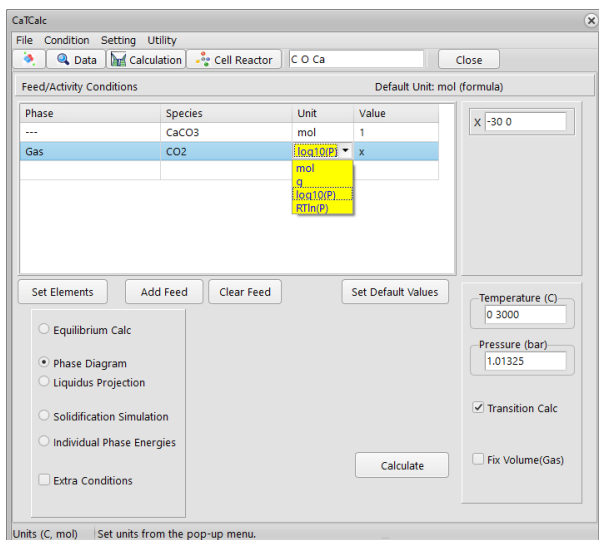 CaTCalc
File Condition Setting Utility
Data Calculation Cell Reactor C O Ca Close
Feed/Activity Conditions Default Unit: mol (formula)
Phase Species Unit Value
--- CaCO3 mol 1
Gas CO2 log10(P) x
mol
g
log10(P)
RTln(P)
X -30 0
Set Elements Add Feed Clear Feed Set Default Values
Temperature (C)
0 3000
Equilibrium Calc
Pressure (bar)
1.01325
Phase Diagram
Liquidus Projection
Transition Calc
Solidification Simulation
Individual Phase Energies
Fix Volume(Gas)
Calculate
Extra Conditions
Units (C, mol) Set units from the pop-up menu.